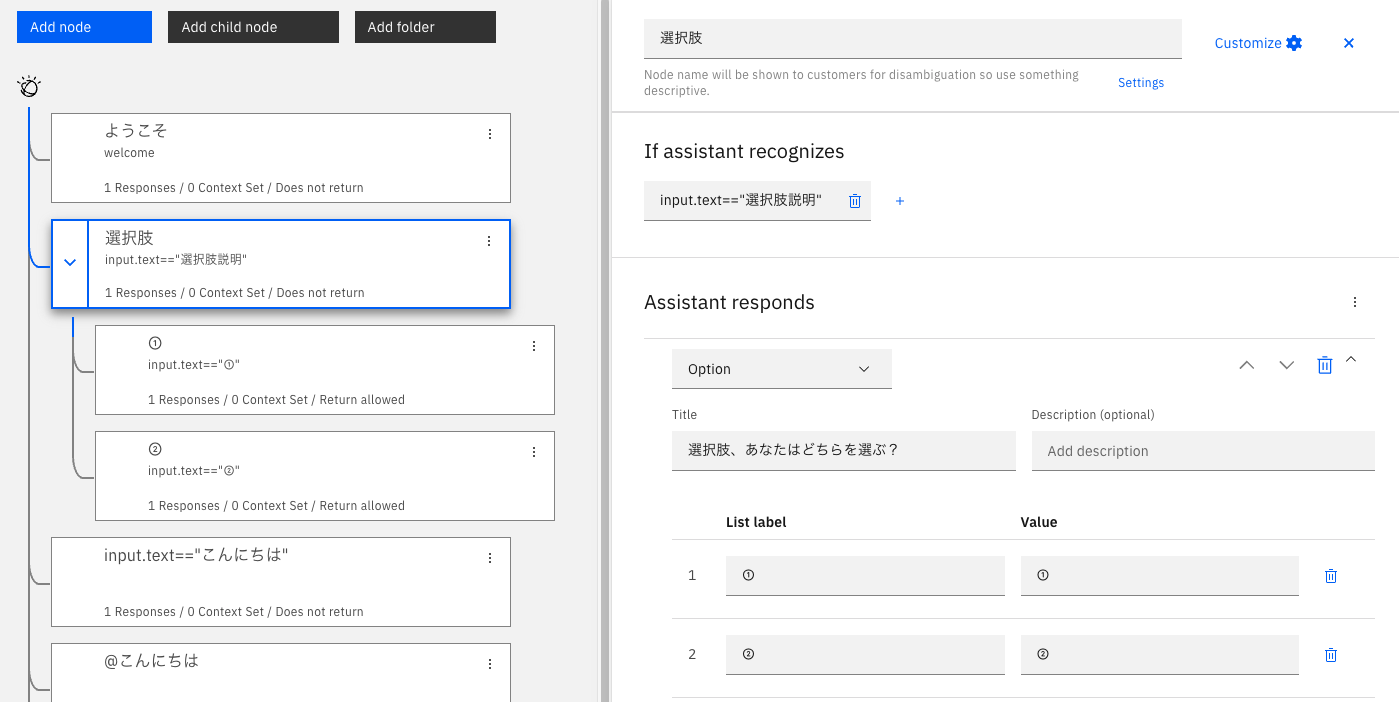 Add node
Add child node
Add folder
ようこそ
welcome
1 Responses / 0 Context Set / Does not return
選択肢
input.text=="選択肢説明"
1 Responses / 0 Context Set / Does not return
①
input.text=="①"
1 Responses / 0 Context Set / Return allowed
②
input.text=="②"
1 Responses / 0 Context Set / Return allowed
input.text=="こんにちは"
1 Responses / 0 Context Set / Does not return
@こんにちは
選択肢
Customize
Node name will be shown to customers for disambiguation so use something
descriptive.
Settings
If assistant recognizes
input.text=="選択肢説明"
Assistant responds
Option
Title
Description (optional)
選択肢、あなたはどちらを選ぶ？
Add description
List label
Value
1
①
①
2
②
②